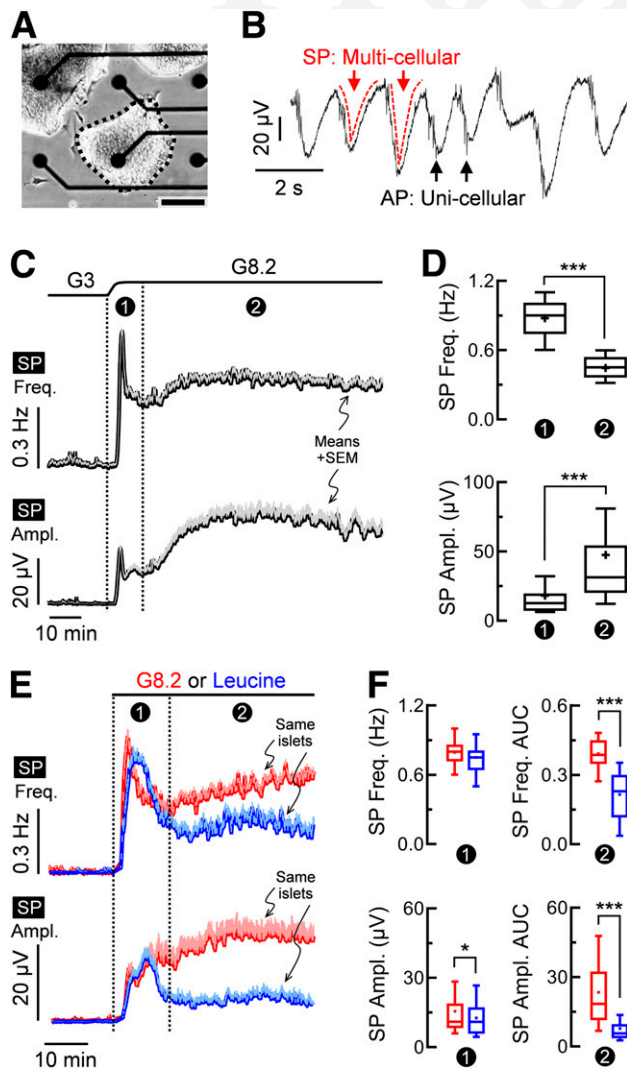 A
B
SP: Multi-cellular
20 µV
2 s
AP: Uni-cellular
C
G3
G8.2
1
2
SP
Freq.
0.3 Hz
Means
+SEM
SP
Ampl.
20 µV
10 min
D
***
SP Freq. (Hz)
1.2
0.6
0.0
1
2
***
SP Ampl. (µV)
100
50
0
1
2
E
G8.2 or Leucine
1
2
Same
islets
SP
Freq.
0.3 Hz
Same
islets
SP
Ampl.
20 µV
10 min
F
SP Freq. (Hz)
1.2
0.6
0.0
1
SP Freq. AUC
0.6
0.3
0.0
***
2
SP Ampl. (µV)
60
30
0
*
1
SP Ampl. AUC
60
30
0
***
2